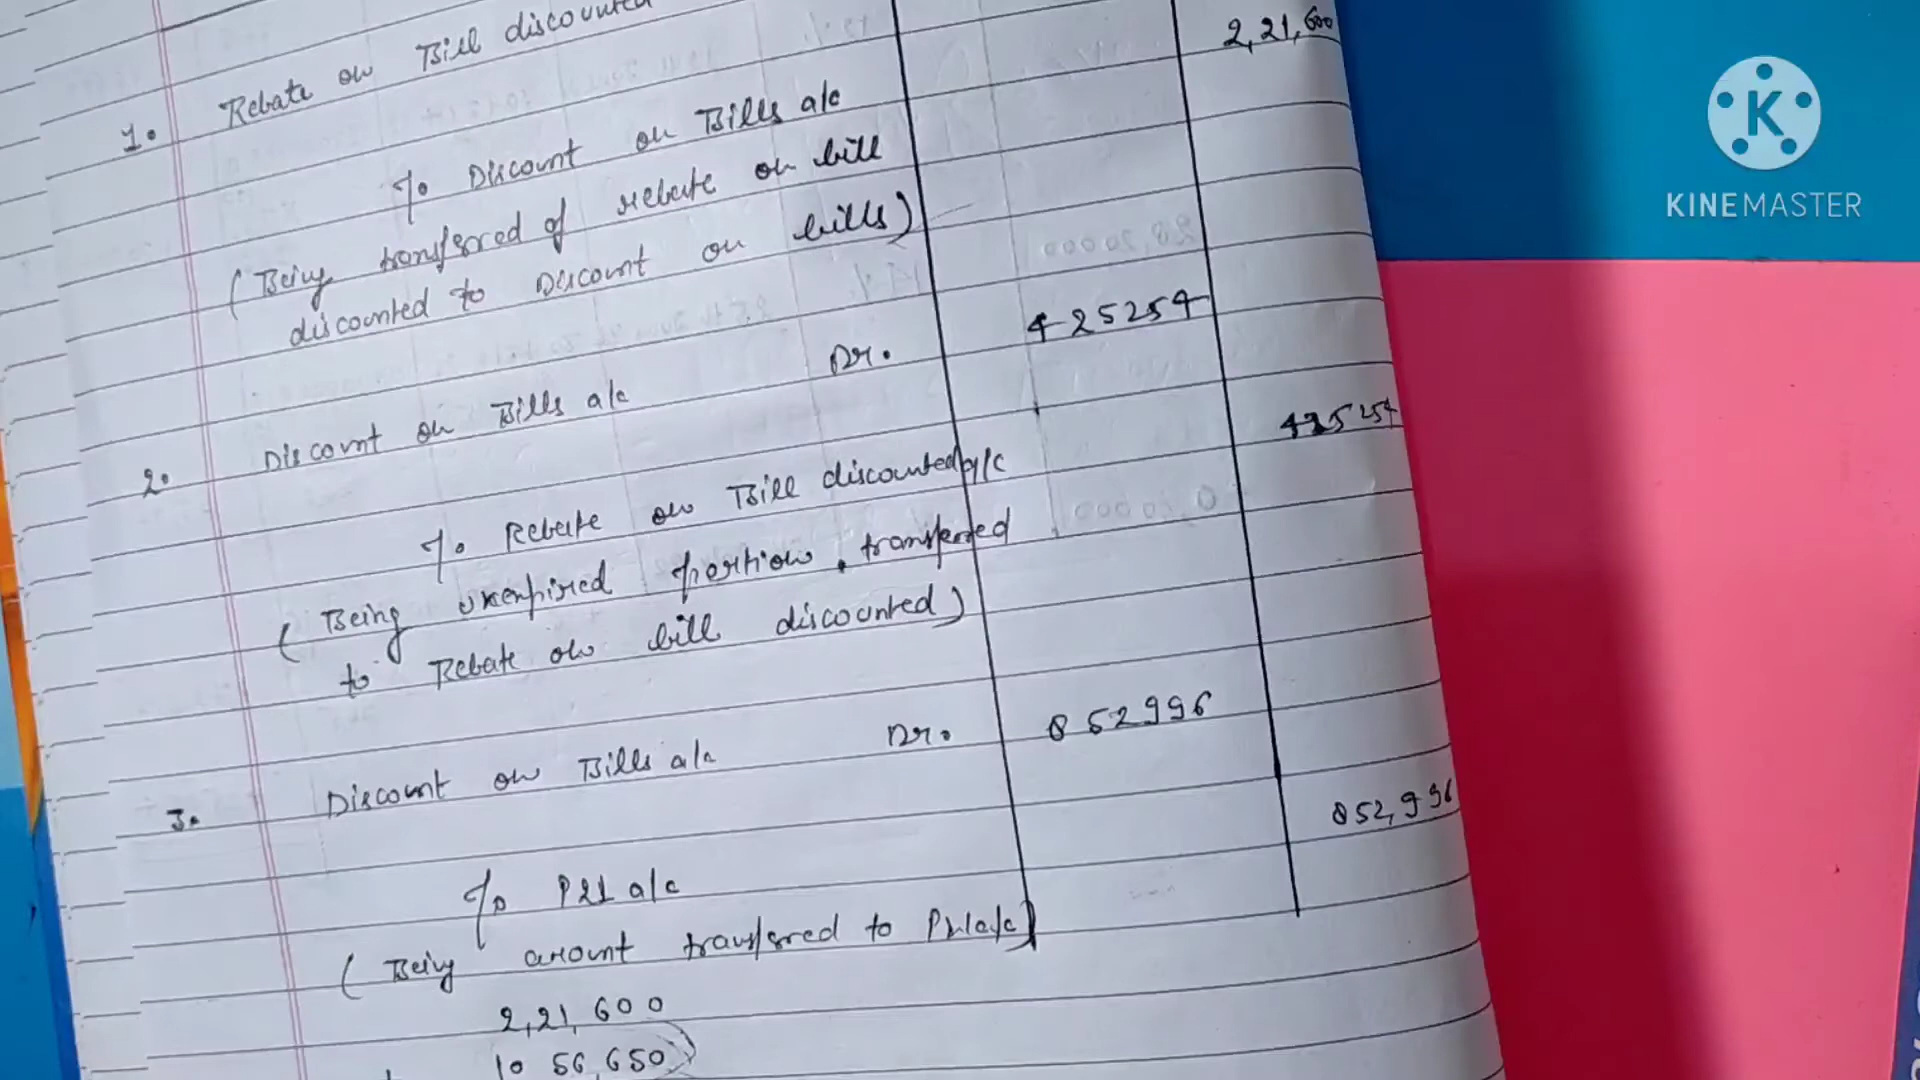 Rebate on Bill discounted
2,21,600
1.
To Discount on Bills a/c
(Being transferred of rebate on bill
discounted to Discount on bills)
2. Discount on Bills a/c Dr. 425254
To Rebate on Bill discounted a/c 425254
(Being unexpired portion transferred
to Rebate on bill discounted)
3. Discount on Bills a/c Dr. 852996
To P&L a/c 852,996
(Being amount transferred to P&L a/c)
2,21,600
10 56,650
K
KINEMASTER